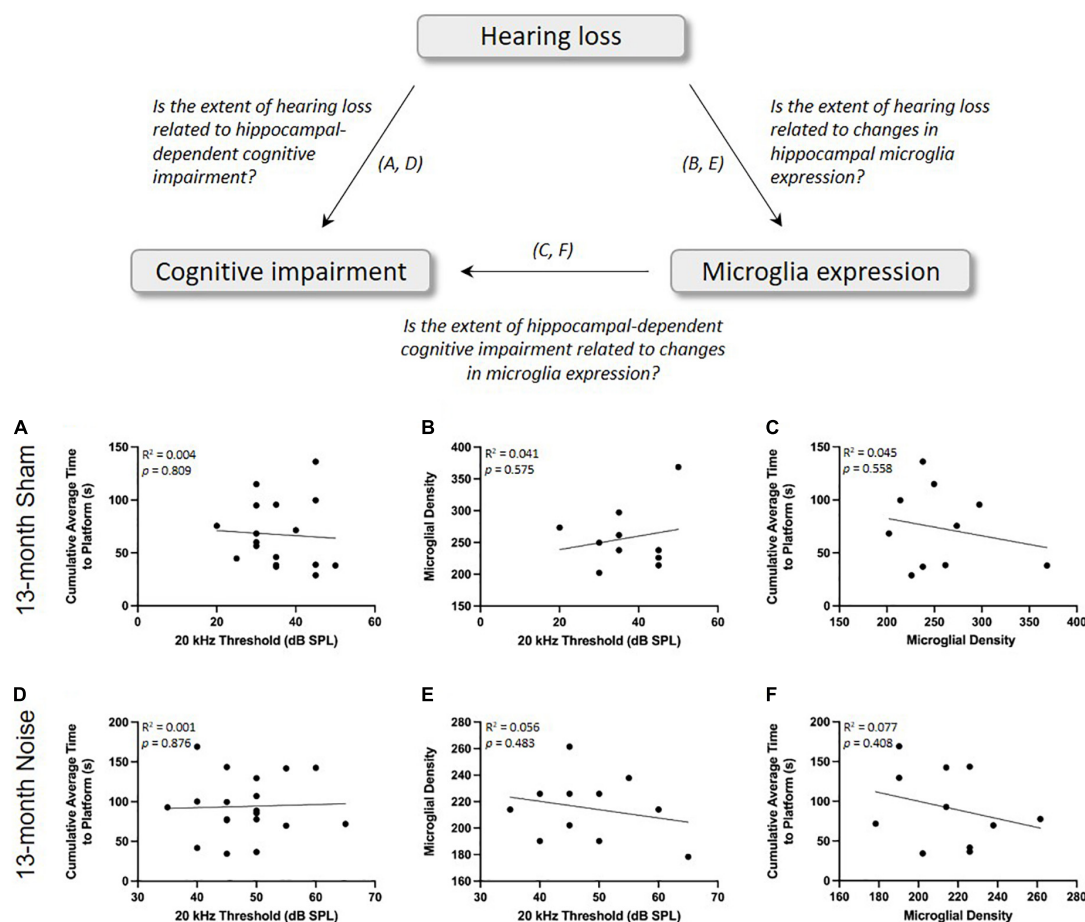 Hearing loss
Is the extent of hearing loss
related to hippocampal-
dependent cognitive
impairment?
(A, D)
(B, E)
Is the extent of hearing loss
related to changes in
hippocampal microglia
expression?
Cognitive impairment
(C, F)
Microglia expression
Is the extent of hippocampal-dependent
cognitive impairment related to changes
in microglia expression?
13-month Sham
A
Cumulative Average Time
to Platform (s)
150
100
50
0
R² = 0.004
p = 0.809
0 20 40 60
20 kHz Threshold (dB SPL)
B
Microglial Density
400
350
300
250
200
150
R² = 0.041
p = 0.575
0 20 40 60
20 kHz Threshold (dB SPL)
C
Cumulative Average Time
to Platform (s)
150
100
50
0
R² = 0.045
p = 0.558
150 200 250 300 350 400
Microglial Density
13-month Noise
D
Cumulative Average Time
to Platform (s)
200
150
100
50
0
R² = 0.001
p = 0.876
30 40 50 60 70
20 kHz Threshold (dB SPL)
E
Microglial Density
280
260
240
220
200
180
160
R² = 0.056
p = 0.483
30 40 50 60 70
20 kHz Threshold (dB SPL)
F
Cumulative Average Time
to Platform (s)
200
150
100
50
0
R² = 0.077
p = 0.408
160 180 200 220 240 260 280
Microglial Density